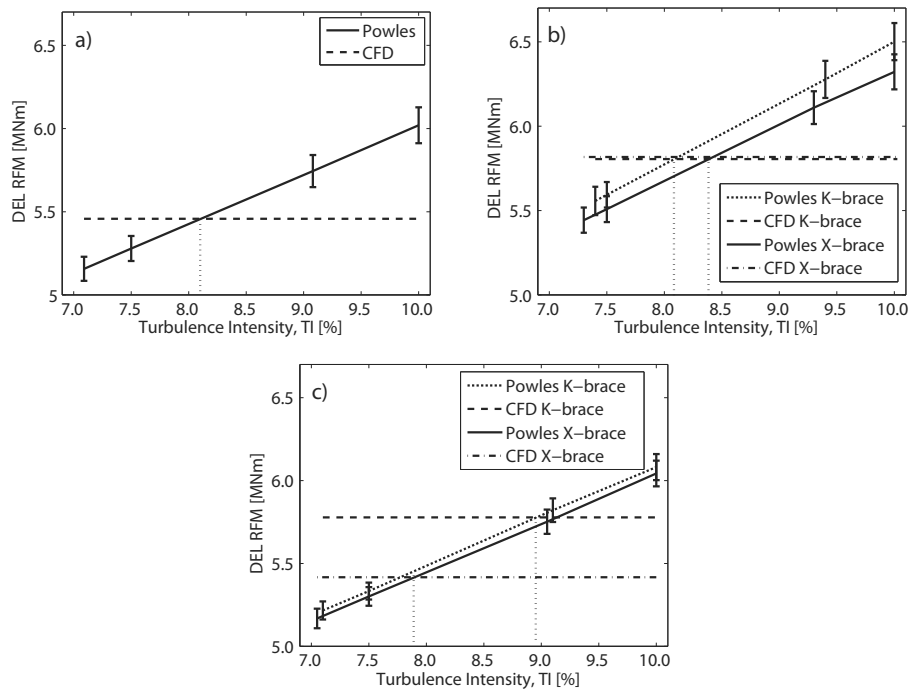 a)
Powles
CFD
6.5
6.0
5.5
5
DEL RFM [MNm]
7.0 7.5 8.0 8.5 9.0 9.5 10.0
Turbulence Intensity, TI [%]
b)
6.5
6.0
5.5
5.0
DEL RFM [MNm]
Powles K−brace
CFD K−brace
Powles X−brace
CFD X−brace
7.0 7.5 8.0 8.5 9.0 9.5 10.0
Turbulence Intensity, TI [%]
c)
Powles K−brace
CFD K−brace
Powles X−brace
CFD X−brace
6.5
6.0
5.5
5.0
DEL RFM [MNm]
7.0 7.5 8.0 8.5 9.0 9.5 10.0
Turbulence Intensity, TI [%]